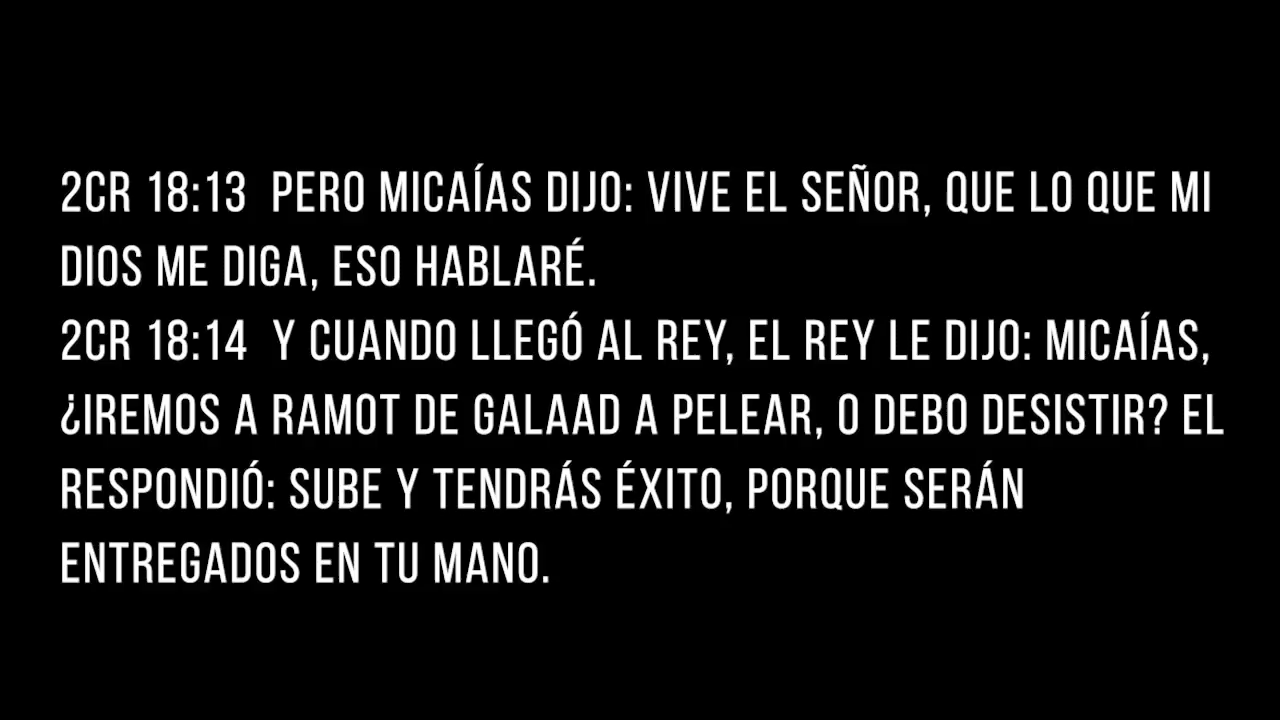 2CR 18:13  PERO MICAÍAS DIJO: VIVE EL SEÑOR, QUE LO QUE MI
DIOS ME DIGA, ESO HABLARÉ.
2CR 18:14  Y CUANDO LLEGÓ AL REY, EL REY LE DIJO: MICAÍAS,
¿IREMOS A RAMOT DE GALAAD A PELEAR, O DEBO DESISTIR? EL
RESPONDIÓ: SUBE Y TENDRÁS ÉXITO, PORQUE SERÁN
ENTREGADOS EN TU MANO.